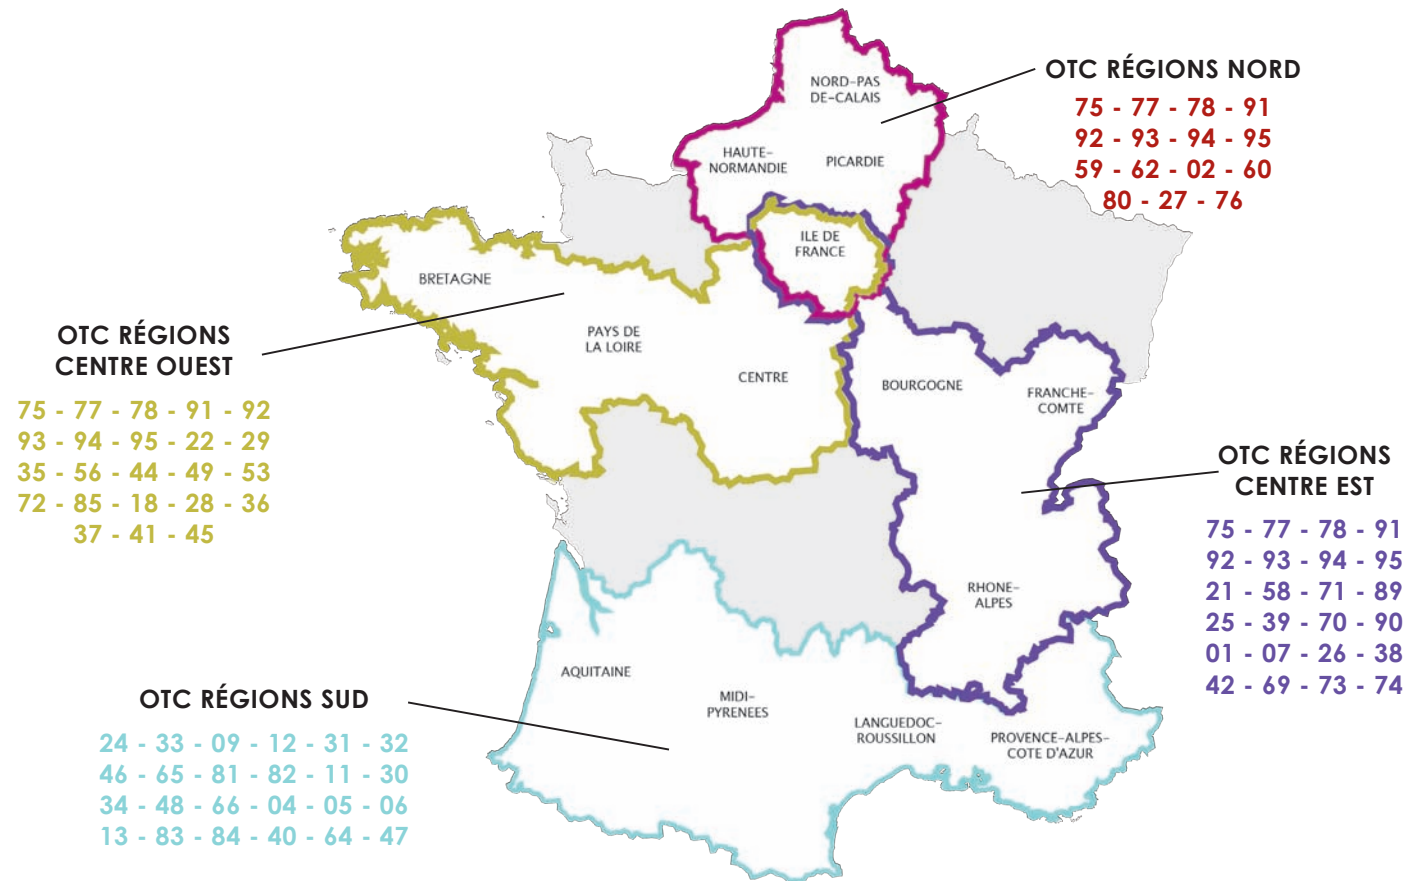 OTC RÉGIONS NORD
75 - 77 - 78 - 91
92 - 93 - 94 - 95
59 - 62 - 02 - 60
80 - 27 - 76
NORD-PAS
DE-CALAIS
HAUTE-
NORMANDIE
PICARDIE
ILE DE
FRANCE
BRETAGNE
PAYS DE
LA LOIRE
CENTRE
BOURGOGNE
FRANCHE-
COMTE
OTC RÉGIONS
CENTRE OUEST
75 - 77 - 78 - 91 - 92
93 - 94 - 95 - 22 - 29
35 - 56 - 44 - 49 - 53
72 - 85 - 18 - 28 - 36
37 - 41 - 45
OTC RÉGIONS
CENTRE EST
75 - 77 - 78 - 91
92 - 93 - 94 - 95
21 - 58 - 71 - 89
25 - 39 - 70 - 90
01 - 07 - 26 - 38
42 - 69 - 73 - 74
RHONE-
ALPES
AQUITAINE
MIDI-
PYRENEES
LANGUEDOC-
ROUSSILLON
PROVENCE-ALPES-
COTE D'AZUR
OTC RÉGIONS SUD
24 - 33 - 09 - 12 - 31 - 32
46 - 65 - 81 - 82 - 11 - 30
34 - 48 - 66 - 04 - 05 - 06
13 - 83 - 84 - 40 - 64 - 47